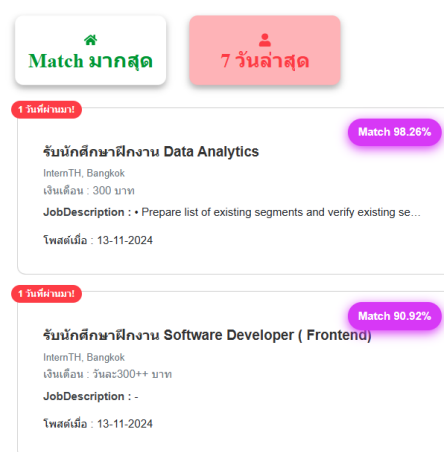 Match มากสุด
7 วันล่าสุด
1 วันที่ผ่านมา!
Match 98.26%
รับนักศึกษาฝึกงาน Data Analytics
InternTH, Bangkok
เงินเดือน : 300 บาท
JobDescription : • Prepare list of existing segments and verify existing se...
โพสต์เมื่อ : 13-11-2024
1 วันที่ผ่านมา!
Match 90.92%
รับนักศึกษาฝึกงาน Software Developer ( Frontend)
InternTH, Bangkok
เงินเดือน : วันละ300++ บาท
JobDescription : -
โพสต์เมื่อ : 13-11-2024